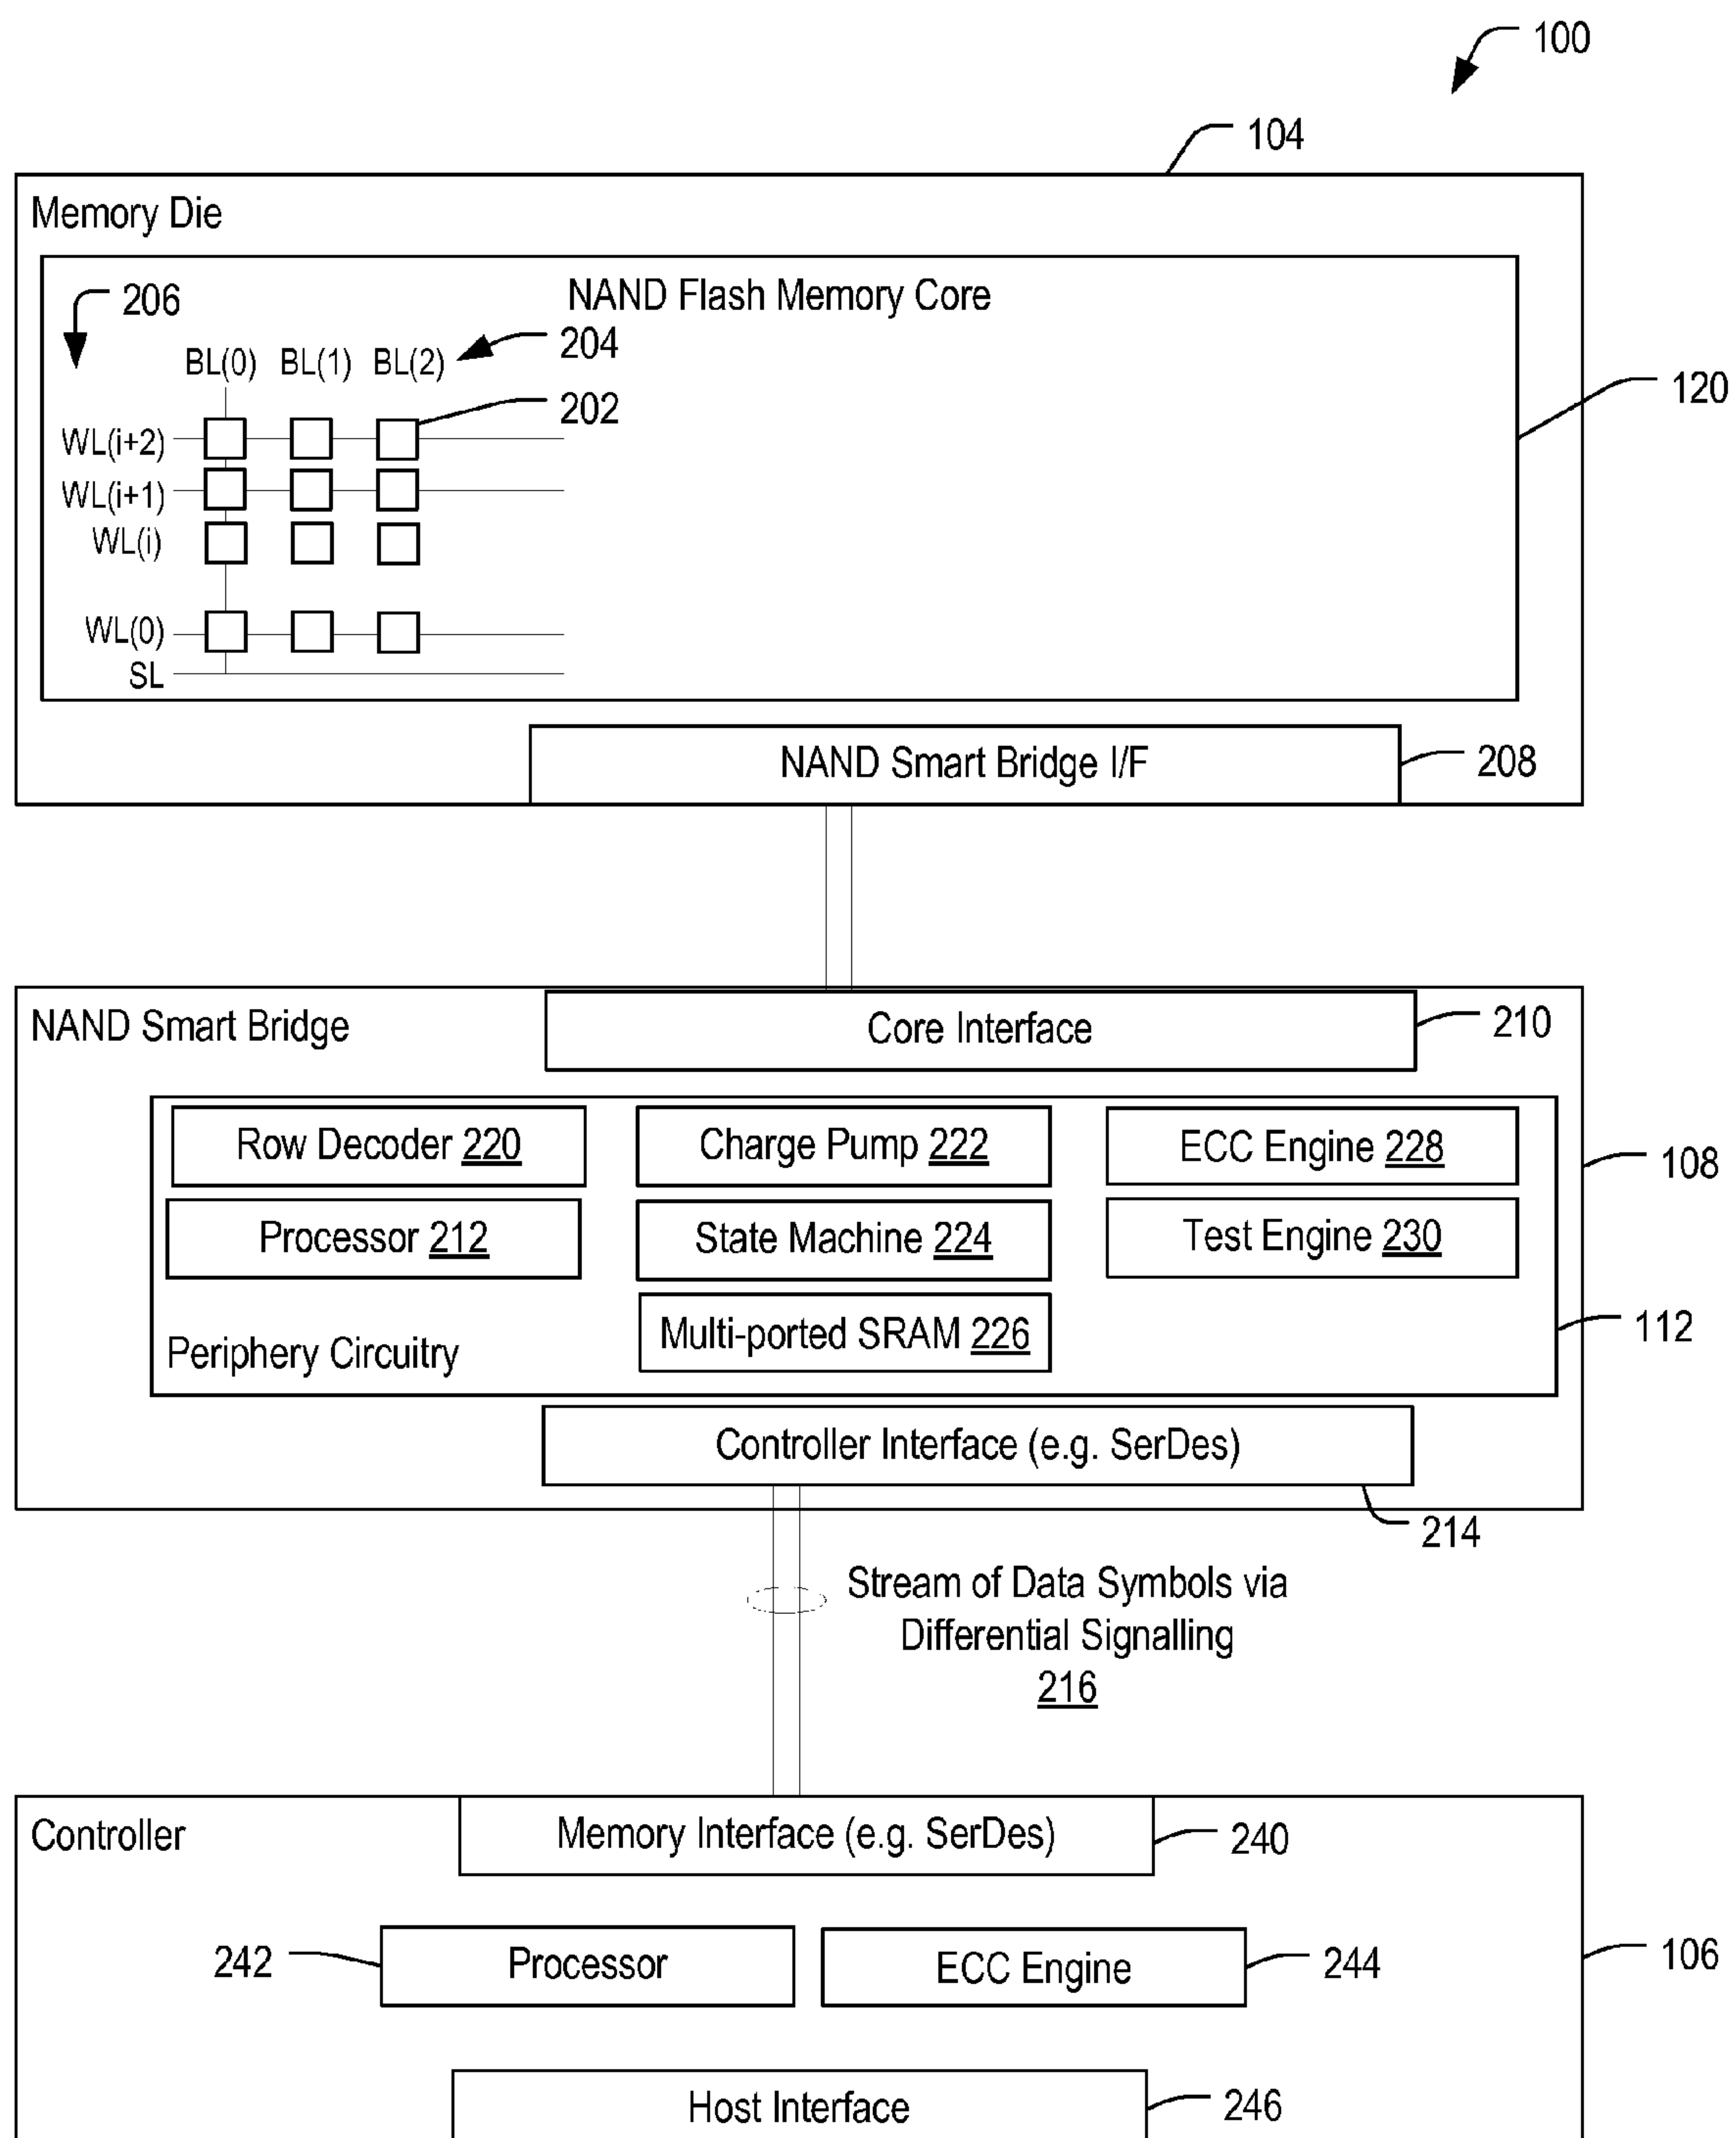 100
104
Memory Die
206
NAND Flash Memory Core
204
BL(0) BL(1) BL(2)
120
202
WL(i+2)
WL(i+1)
WL(i)
WL(0)
SL
NAND Smart Bridge I/F
208
NAND Smart Bridge
Core Interface
210
Row Decoder 220
Charge Pump 222
ECC Engine 228
108
Processor 212
State Machine 224
Test Engine 230
112
Multi-ported SRAM 226
Periphery Circuitry
Controller Interface (e.g. SerDes)
214
Stream of Data Symbols via
Differential Signalling
216
Controller
Memory Interface (e.g. SerDes)
240
242
Processor
ECC Engine
244
106
Host Interface
246